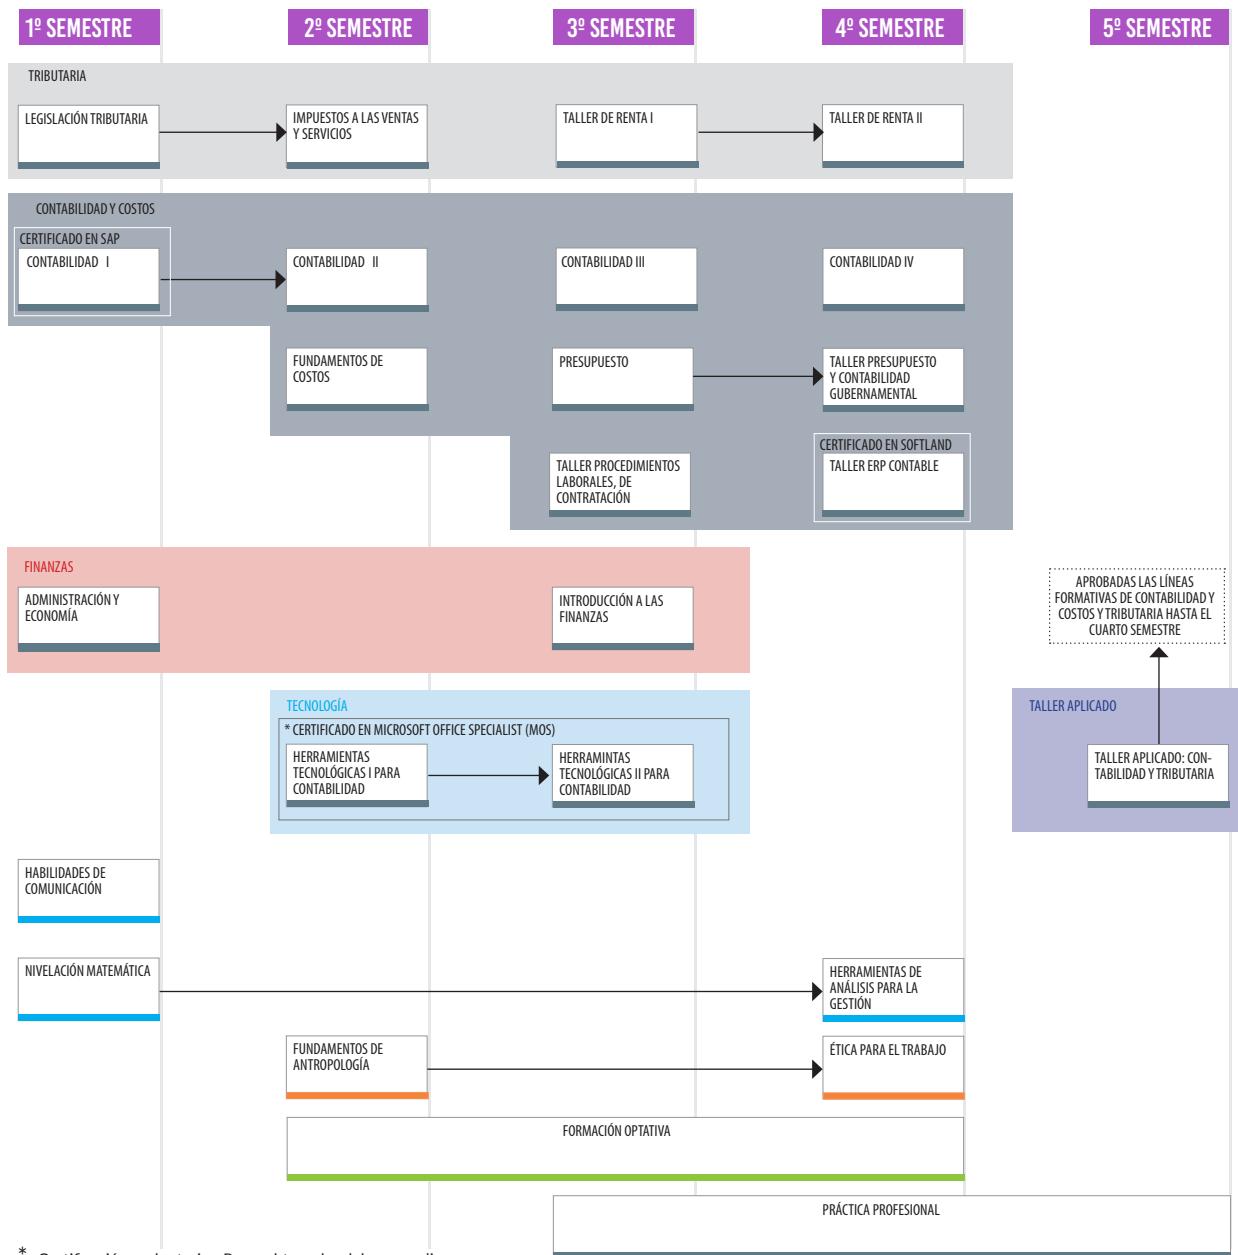 1º SEMESTRE
2º SEMESTRE
3º SEMESTRE
4º SEMESTRE
5º SEMESTRE
TRIBUTARIA
LEGISLACIÓN TRIBUTARIA
IMPUESTOS A LAS VENTAS
Y SERVICIOS
TALLER DE RENTA I
TALLER DE RENTA II
CONTABILIDAD Y COSTOS
CERTIFICADO EN SAP
CONTABILIDAD I
CONTABILIDAD II
CONTABILIDAD III
CONTABILIDAD IV
FUNDAMENTOS DE
COSTOS
PRESUPUESTO
TALLER PRESUPUESTO
Y CONTABILIDAD
GUBERNAMENTAL
TALLER PROCEDIMIENTOS
LABORALES, DE
CONTRATACIÓN
CERTIFICADO EN SOFTLAND
TALLER ERP CONTABLE
FINANZAS
ADMINISTRACIÓN Y
ECONOMÍA
INTRODUCCIÓN A LAS
FINANZAS
APROBADAS LAS LÍNEAS
FORMATIVAS DE CONTABILIDAD Y
COSTOS Y TRIBUTARIA HASTA EL
CUARTO SEMESTRE
TECNOLOGÍA
* CERTIFICADO EN MICROSOFT OFFICE SPECIALIST (MOS)
HERRAMIENTAS
TECNOLÓGICAS I PARA
CONTABILIDAD
HERRAMINTAS
TECNOLÓGICAS II PARA
CONTABILIDAD
TALLER APLICADO
TALLER APLICADO: CON-
TABILIDAD Y TRIBUTARIA
HABILIDADES DE
COMUNICACIÓN
NIVELACIÓN MATEMÁTICA
HERRAMIENTAS DE
ANÁLISIS PARA LA
GESTIÓN
FUNDAMENTOS DE
ANTROPOLOGÍA
ÉTICA PARA EL TRABAJO
FORMACIÓN OPTATIVA
PRÁCTICA PROFESIONAL
*